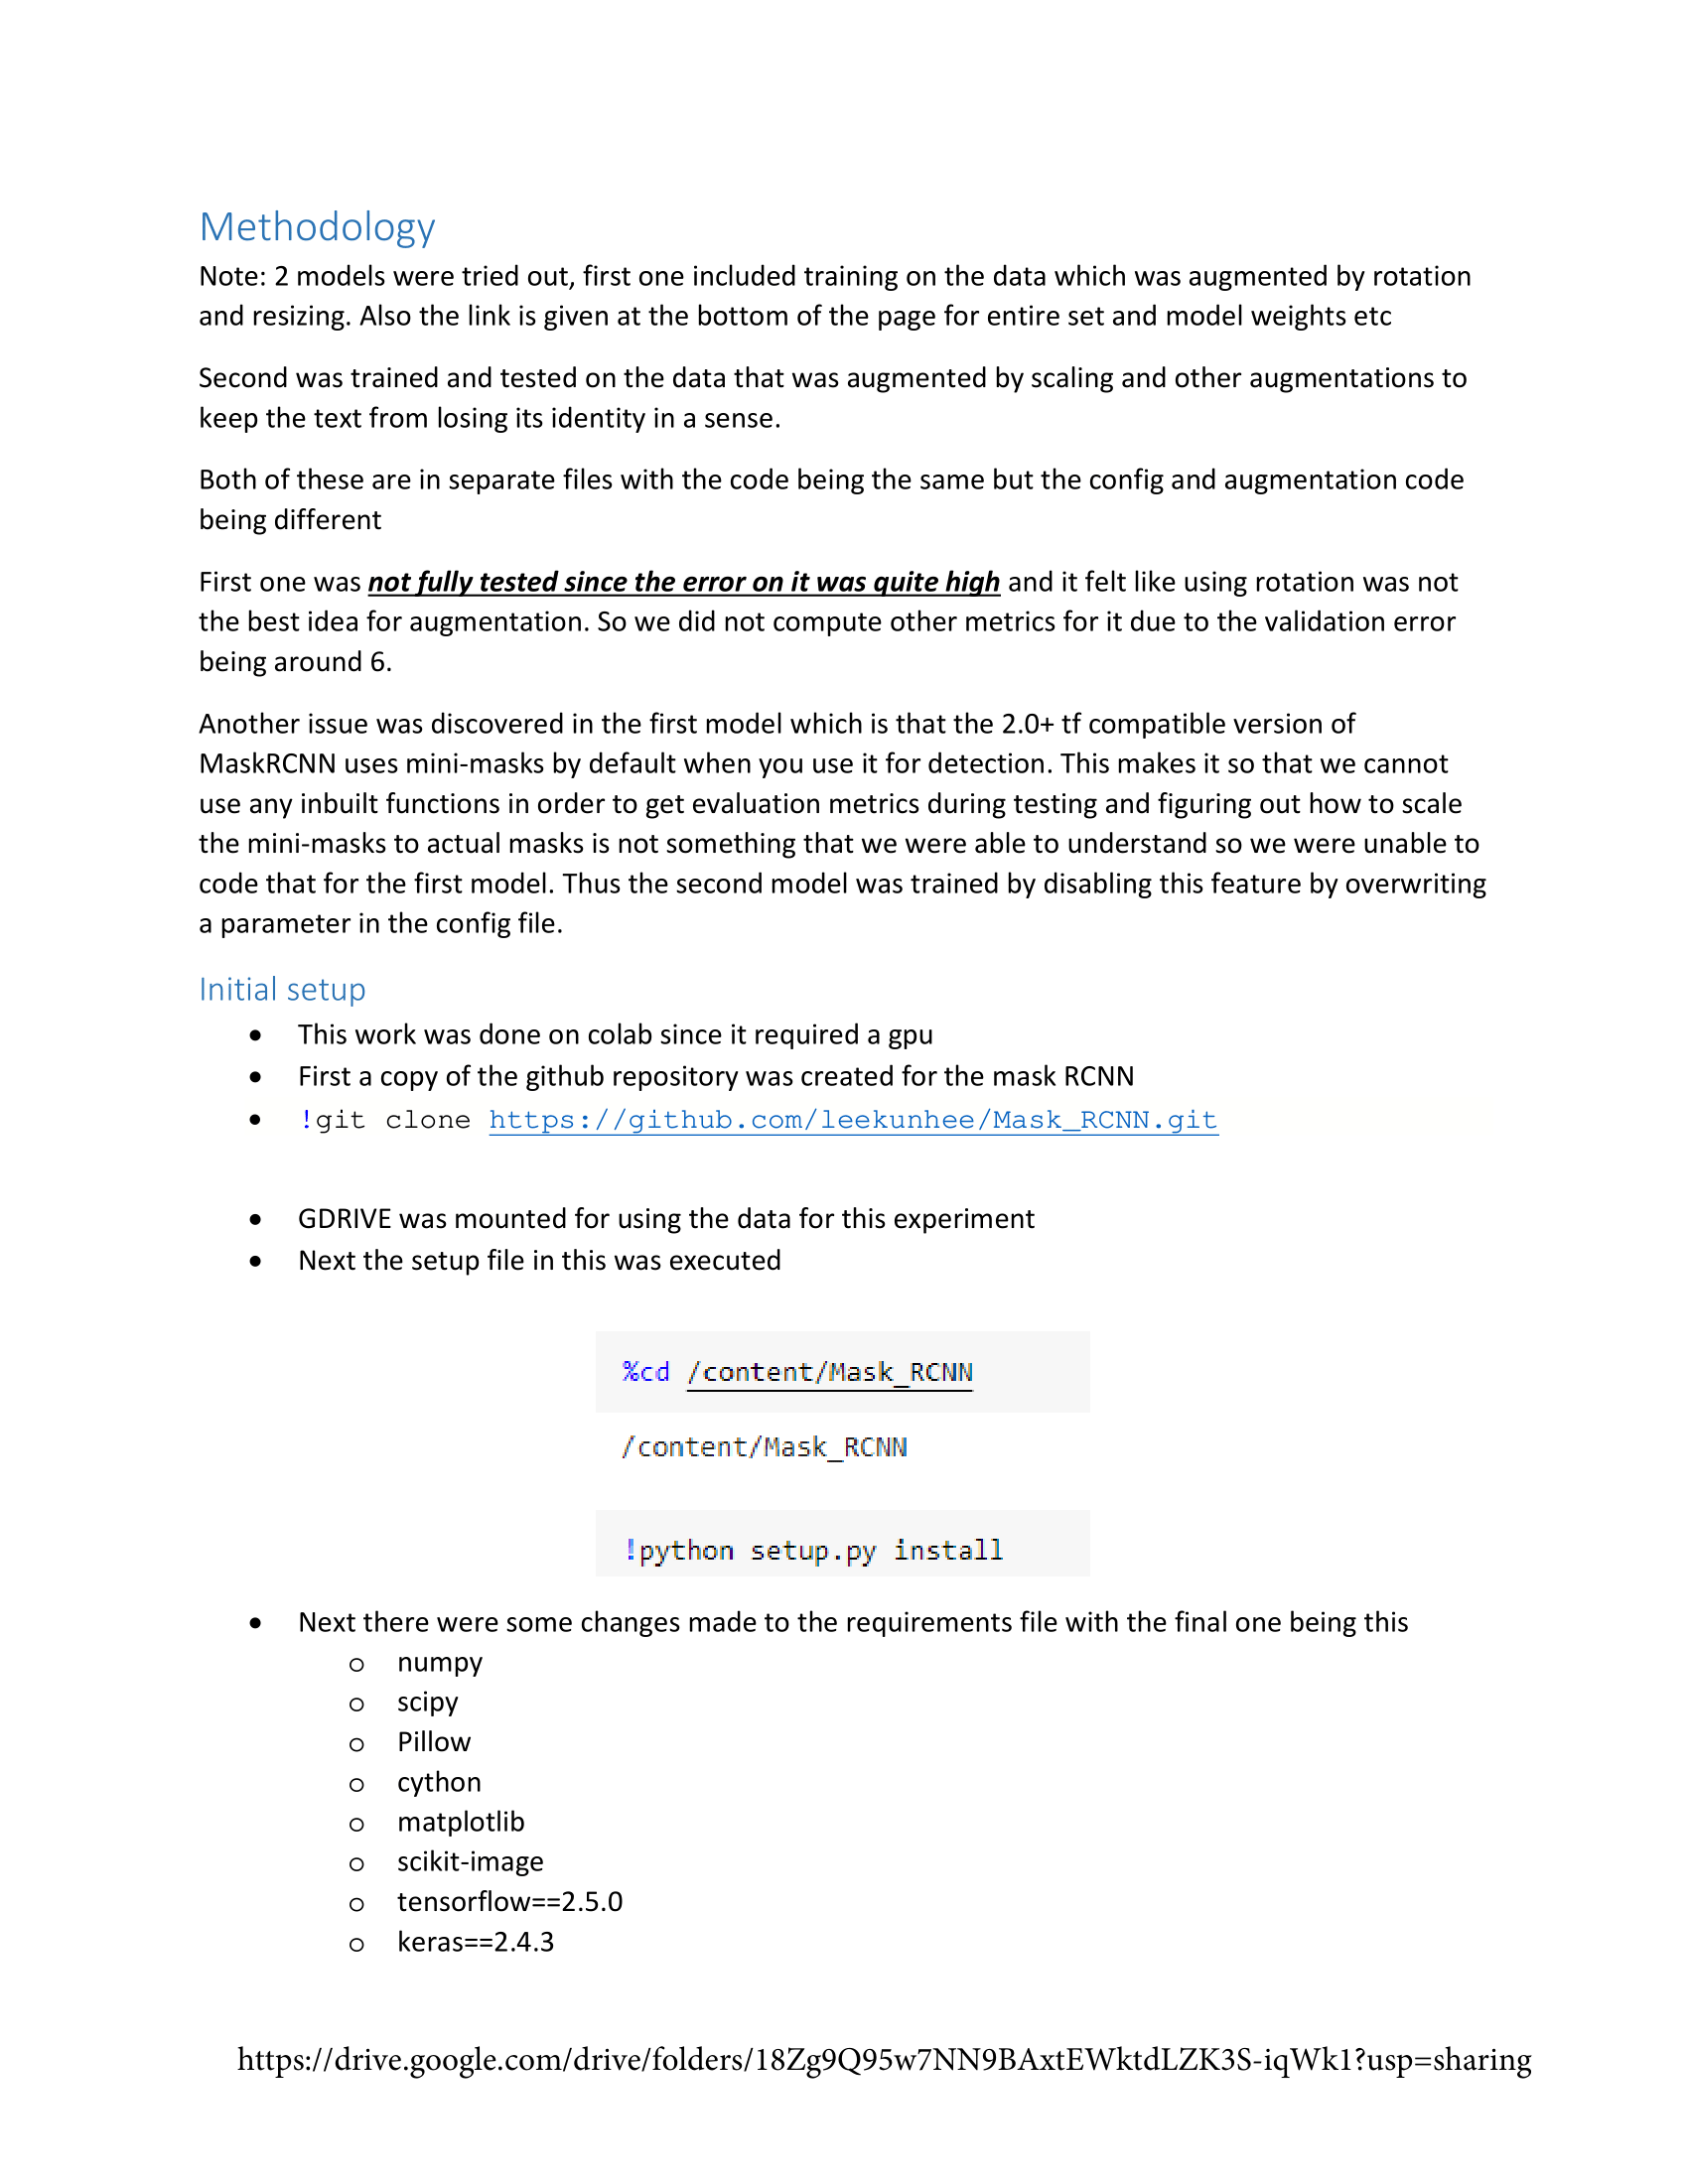 Methodology
Note: 2 models were tried out, first one included training on the data which was augmented by rotation
and resizing. Also the link is given at the bottom of the page for entire set and model weights etc
Second was trained and tested on the data that was augmented by scaling and other augmentations to
keep the text from losing its identity in a sense.
Both of these are in separate files with the code being the same but the config and augmentation code
being different
First one was not fully tested since the error on it was quite high and it felt like using rotation was not
the best idea for augmentation. So we did not compute other metrics for it due to the validation error
being around 6.
Another issue was discovered in the first model which is that the 2.0+ tf compatible version of
MaskRCNN uses mini-masks by default when you use it for detection. This makes it so that we cannot
use any inbuilt functions in order to get evaluation metrics during testing and figuring out how to scale
the mini-masks to actual masks is not something that we were able to understand so we were unable to
code that for the first model. Thus the second model was trained by disabling this feature by overwriting
a parameter in the config file.
Initial setup
• This work was done on colab since it required a gpu
• First a copy of the github repository was created for the mask RCNN
• !git clone https://github.com/leekunhee/Mask_RCNN.git
• GDRIVE was mounted for using the data for this experiment
• Next the setup file in this was executed
%cd /content/Mask_RCNN
/content/Mask_RCNN
!python setup.py install
• Next there were some changes made to the requirements file with the final one being this
o numpy
o scipy
o Pillow
o cython
o matplotlib
o scikit-image
o tensorflow==2.5.0
o keras==2.4.3
https://drive.google.com/drive/folders/18Zg9Q95w7NN9BAxtEWktdLZK3S-iqWk1?usp=sharing